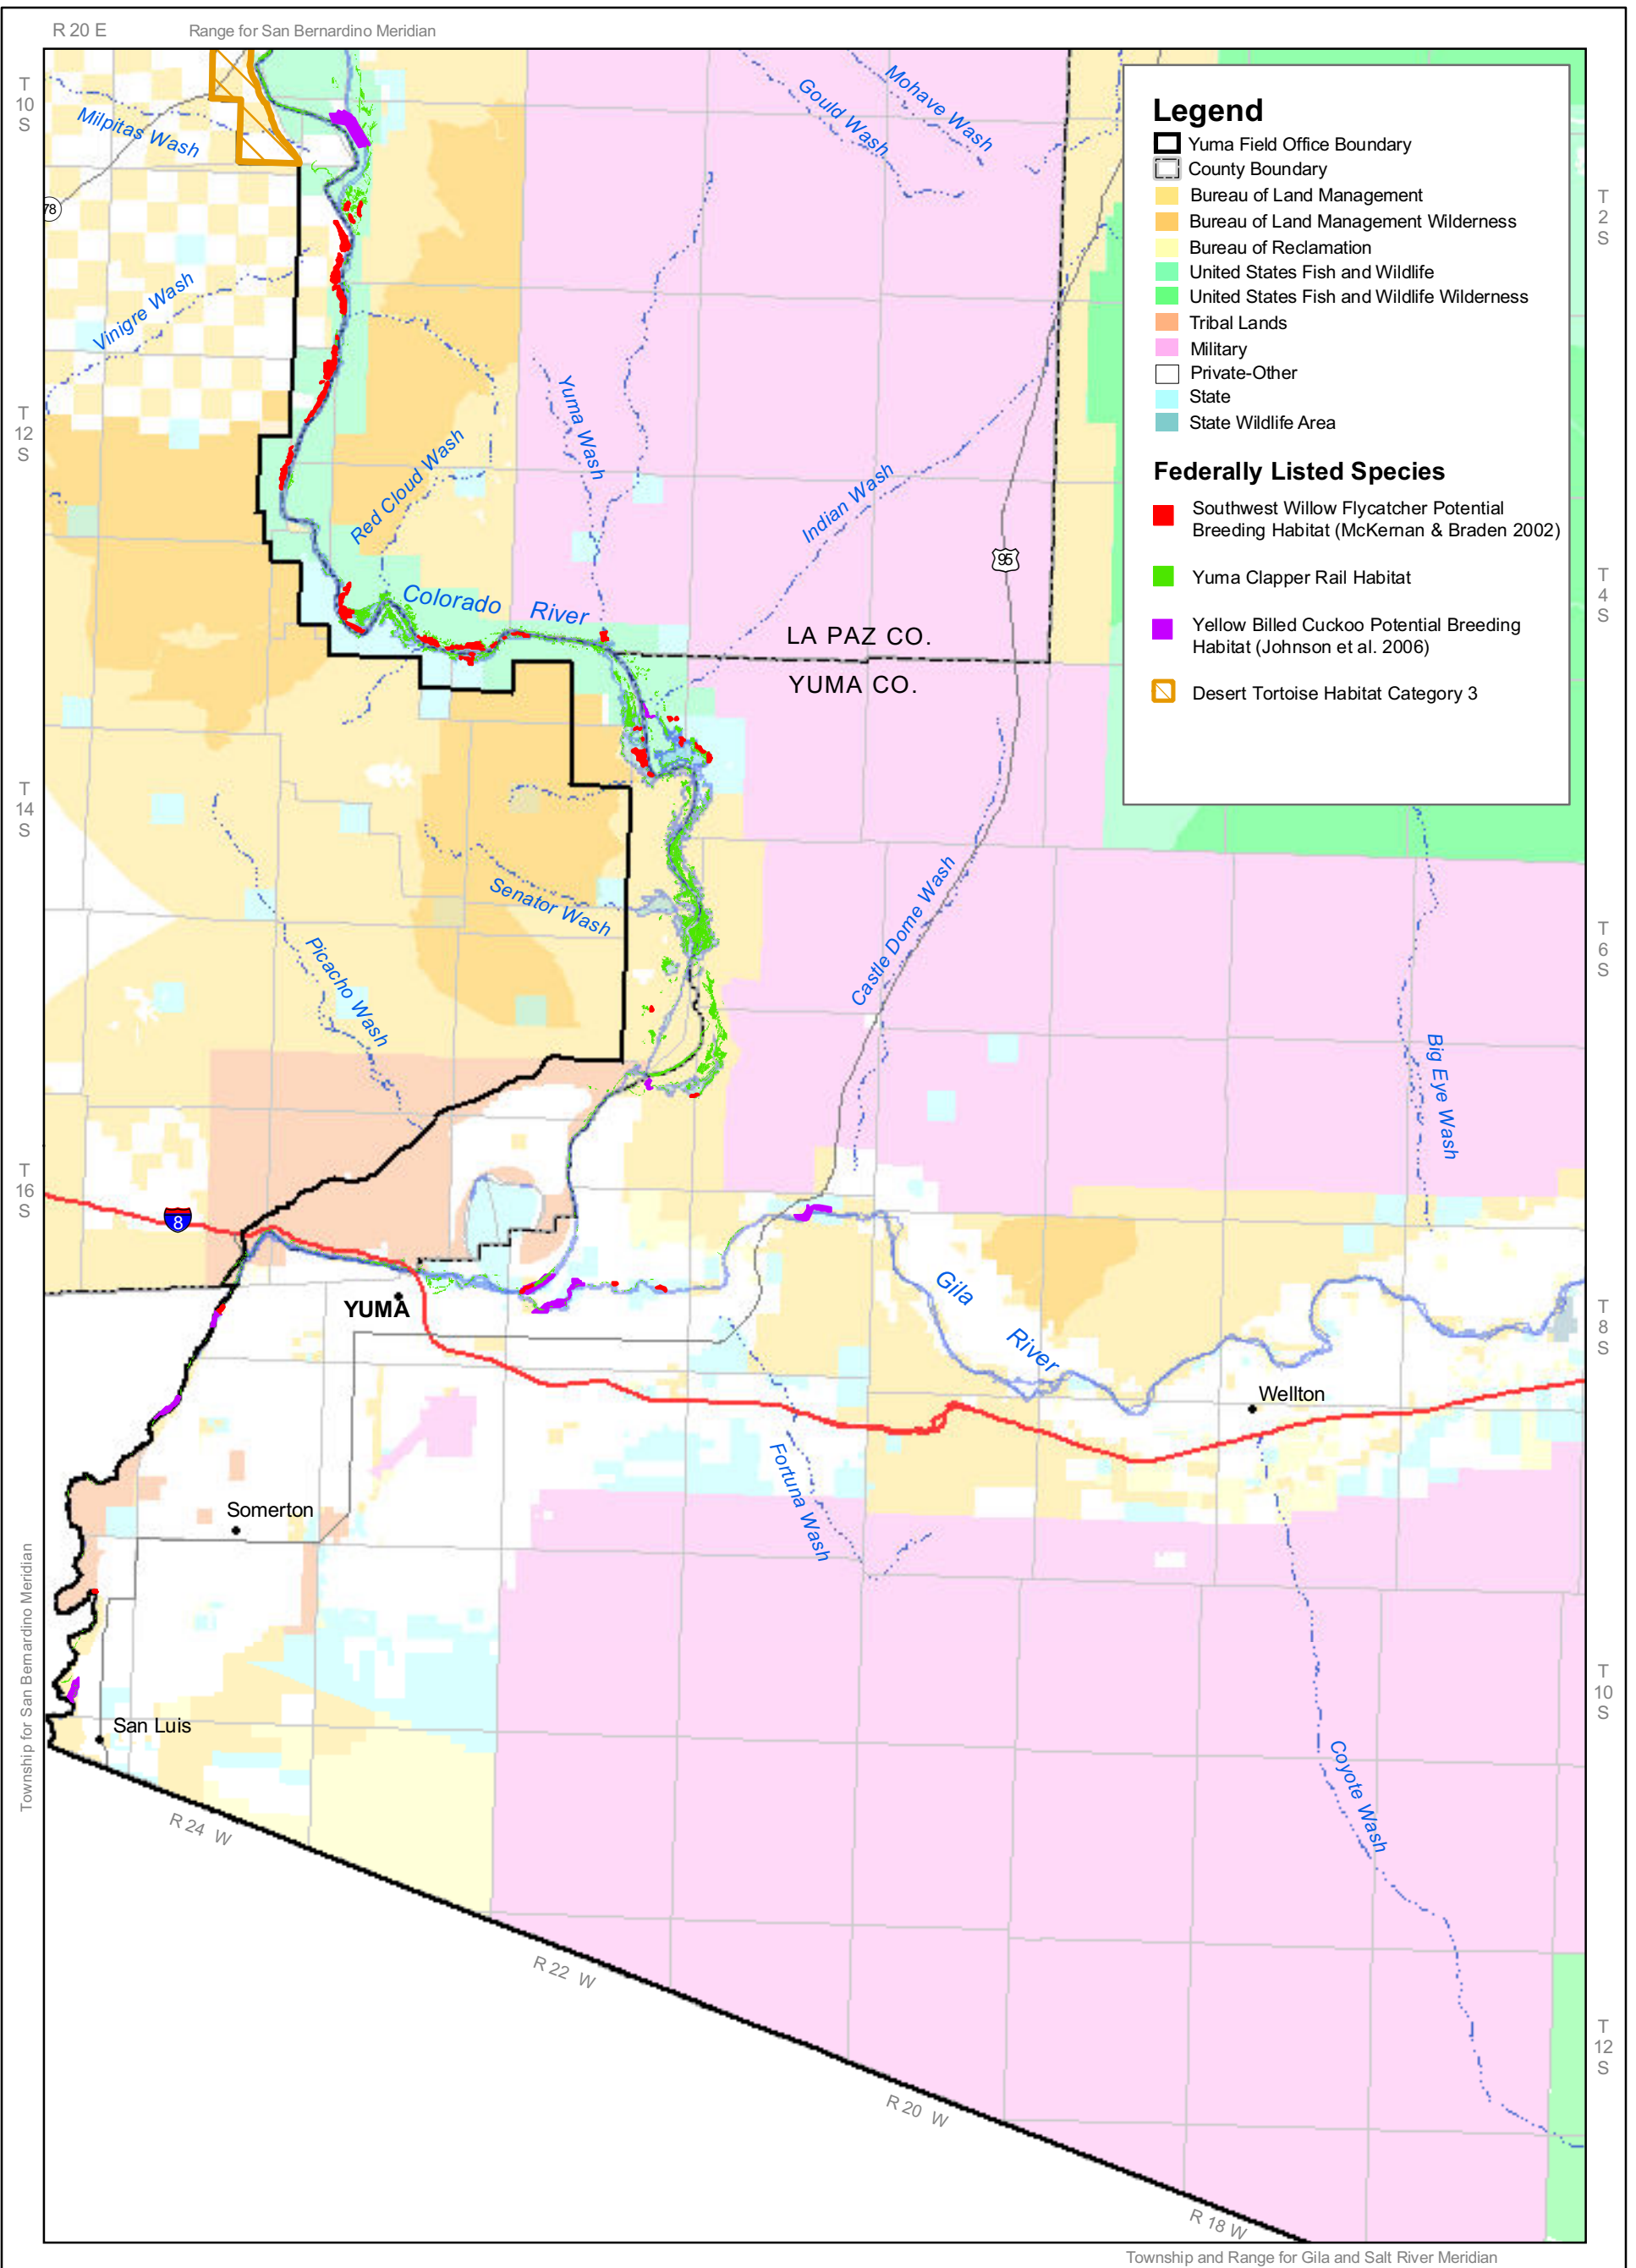 R 20 E
Range for San Bernardino Meridian
T
10
S
Milpitas Wash
Gould Wash
Mohave Wash
78
Vinigre Wash
T
12
S
Red Cloud Wash
Yuma Wash
Indian Wash
95
Colorado River
LA PAZ CO.
YUMA CO.
T
14
S
Senator Wash
Picacho Wash
Castle Dome Wash
Big Eye Wash
T
16
S
8
YUMA
Gila
River
Wellton
Fortuna Wash
Somerton
San Luis
Coyote Wash
R 24 W
R 22 W
R 20 W
R 18 W
Township for San Bernardino Meridian
Legend
Yuma Field Office Boundary
County Boundary
Bureau of Land Management
Bureau of Land Management Wilderness
Bureau of Reclamation
United States Fish and Wildlife
United States Fish and Wildlife Wilderness
Tribal Lands
Military
Private-Other
State
State Wildlife Area
Federally Listed Species
Southwest Willow Flycatcher Potential
Breeding Habitat (McKernan & Braden 2002)
Yuma Clapper Rail Habitat
Yellow Billed Cuckoo Potential Breeding
Habitat (Johnson et al. 2006)
Desert Tortoise Habitat Category 3
T
2
S
T
4
S
T
6
S
T
8
S
T
10
S
T
12
S
Township and Range for Gila and Salt River Meridian